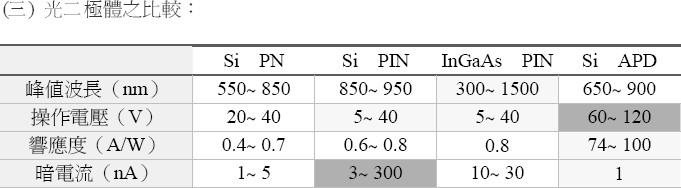 (三) 光二極體之比較：
Si PN Si PIN InGaAs PIN Si APD
峰值波長（nm） 550~ 850 850~ 950 300~ 1500 650~ 900
操作電壓（V） 20~ 40 5~ 40 5~ 40 60~ 120
響應度（A/W） 0.4~ 0.7 0.6~ 0.8 0.8 74~ 100
暗電流（nA） 1~ 5 3~ 300 10~ 30 1